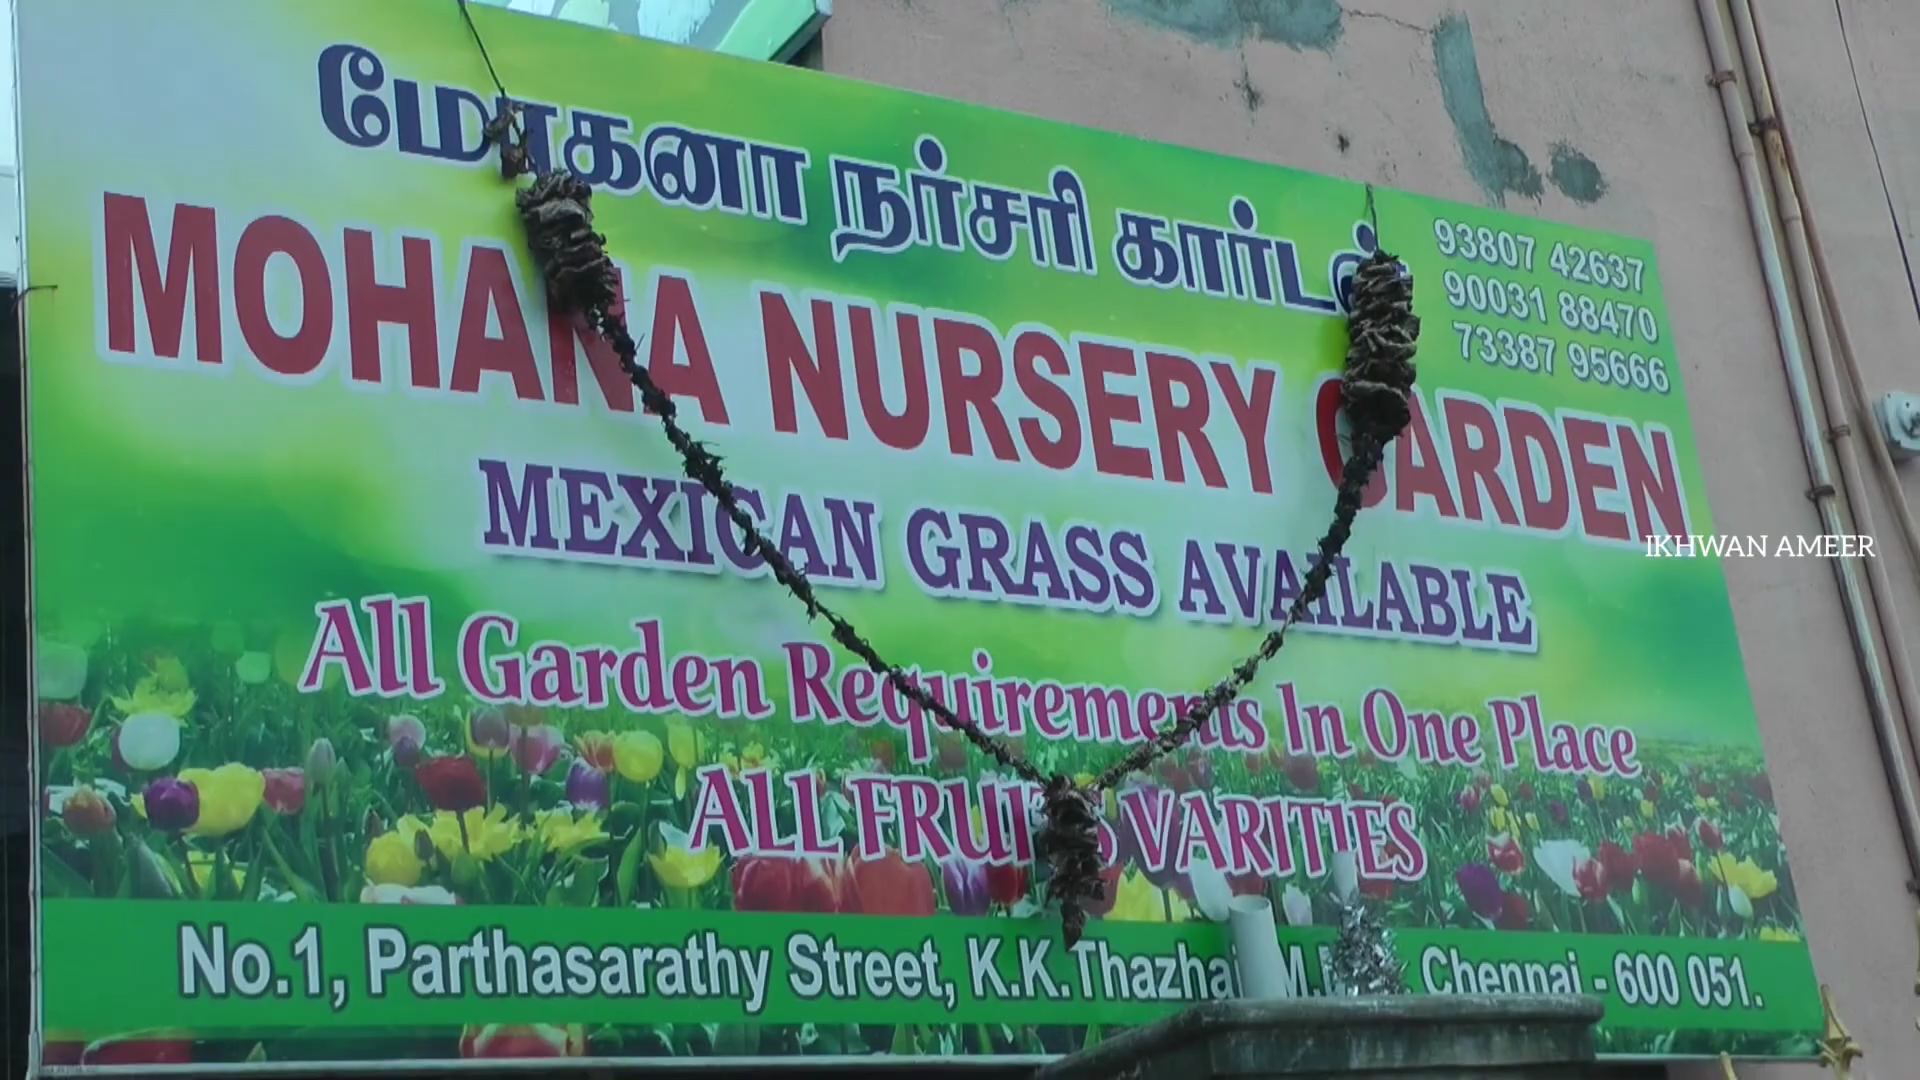 மோகனா நர்சரி கார்டன்
93807 42637
90031 88470
73387 95666
MOHANA NURSERY GARDEN
MEXICAN GRASS AVAILABLE
IKHWAN AMEER
All Garden Requirements In One Place
ALL FRUITS VARITIES
No.1, Parthasarathy Street, K.K.Thazhai, Chennai - 600 051.